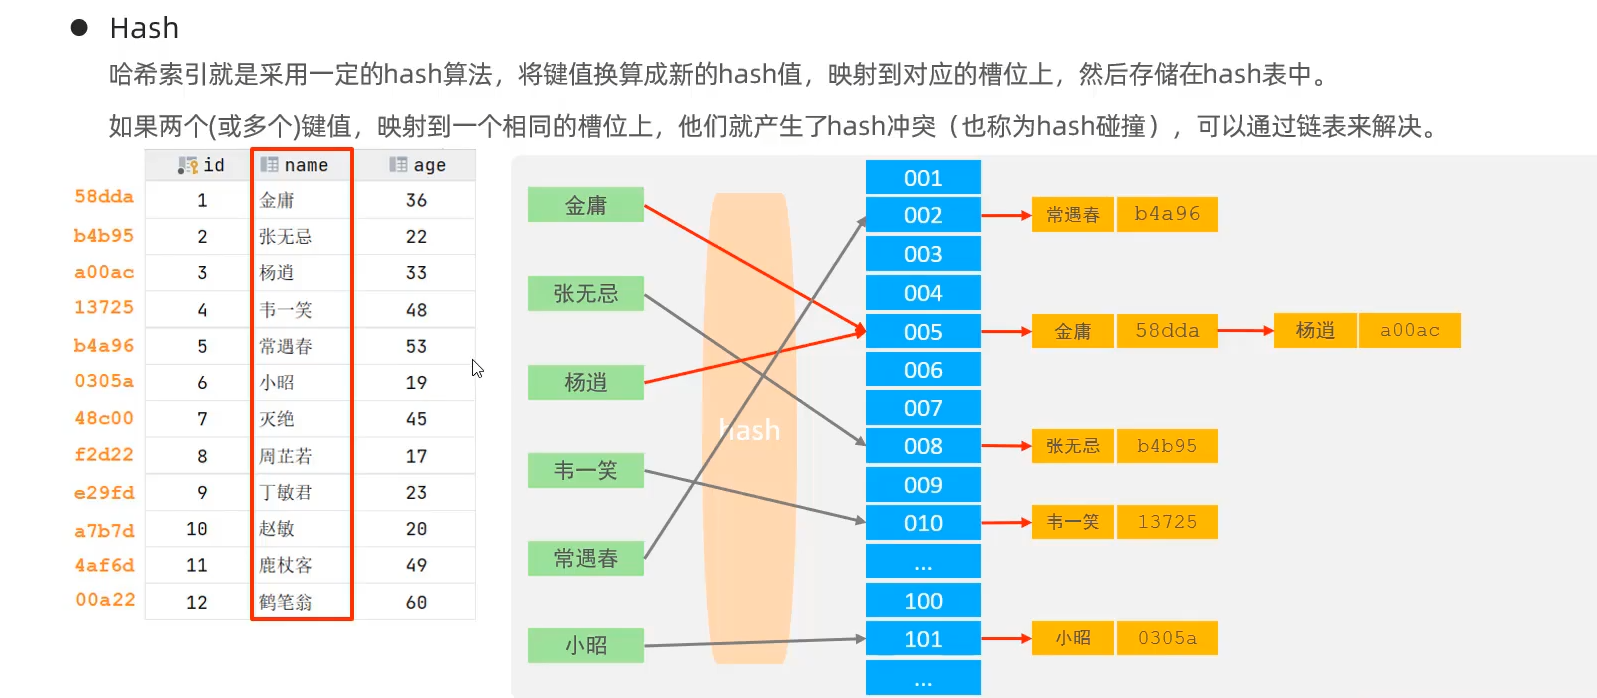 Hash
哈希索引就是采用一定的hash算法，将键值换算成新的hash值，映射到对应的槽位上，然后存储在hash表中。
如果两个(或多个)键值，映射到一个相同的槽位上，他们就产生了hash冲突（也称为hash碰撞），可以通过链表来解决。
id name age
58dda 1 金庸 36
b4b95 2 张无忌 22
a00ac 3 杨逍 33
13725 4 韦一笑 48
b4a96 5 常遇春 53
0305a 6 小昭 19
48c00 7 灭绝 45
f2d22 8 周芷若 17
e29fd 9 丁敏君 23
a7b7d 10 赵敏 20
4af6d 11 鹿杖客 49
00a22 12 鹤笔翁 60
金庸
张无忌
杨逍
韦一笑
常遇春
小昭
hash
001
002 常遇春 b4a96
003
004
005 金庸 58dda 杨逍 a00ac
006
007
008 张无忌 b4b95
009
010 韦一笑 13725
...
100
101 小昭 0305a
...